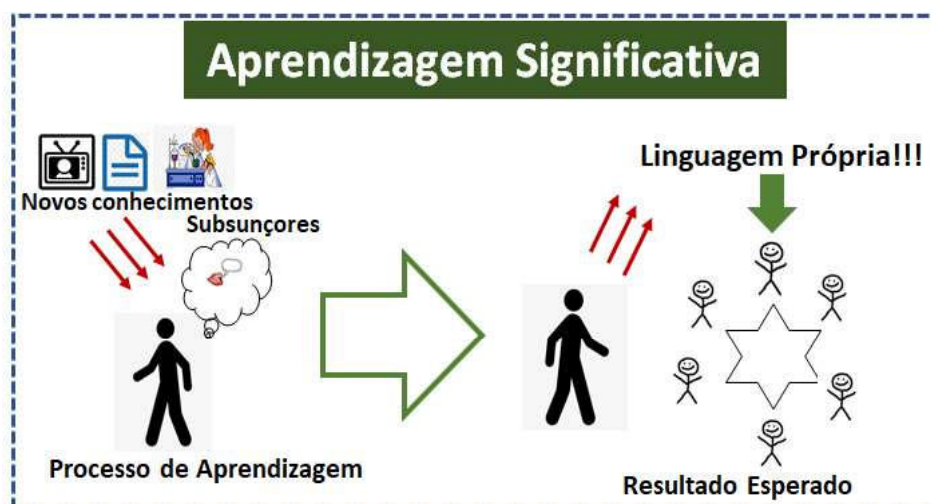 Aprendizagem Significativa
Novos conhecimentos
Subsunçores
Processo de Aprendizagem
Linguagem Própria!!!
Resultado Esperado